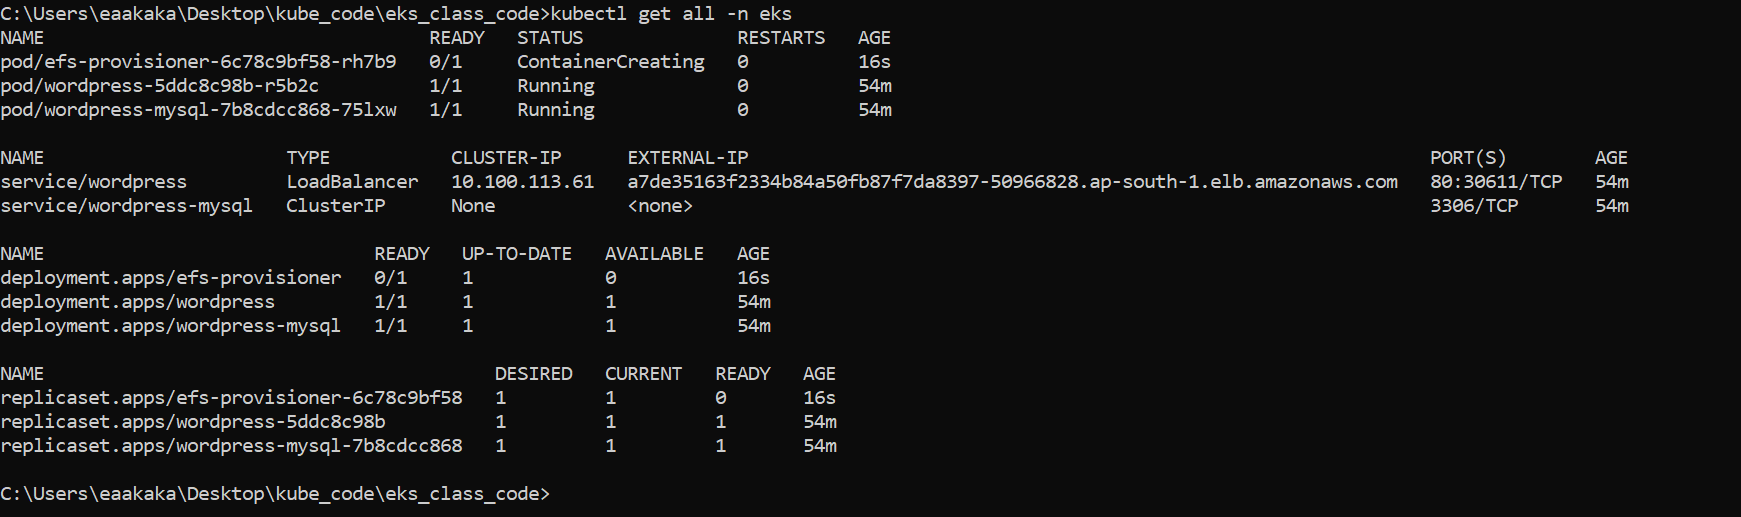 C:\Users\eaakaka\Desktop\kube_code\eks_class_code>kubectl get all -n eks
NAME                                   READY   STATUS              RESTARTS   AGE
pod/efs-provisioner-6c78c9bf58-rh7b9   0/1     ContainerCreating   0          16s
pod/wordpress-5ddc8c98b-r5b2c          1/1     Running             0          54m
pod/wordpress-mysql-7b8cdcc868-75lxw   1/1     Running             0          54m

NAME                      TYPE           CLUSTER-IP      EXTERNAL-IP                                                               PORT(S)        AGE
service/wordpress         LoadBalancer   10.100.113.61   a7de35163f2334b84a50fb87f7da8397-50966828.ap-south-1.elb.amazonaws.com   80:30611/TCP   54m
service/wordpress-mysql   ClusterIP      None            <none>                                                                   3306/TCP       54m

NAME                              READY   UP-TO-DATE   AVAILABLE   AGE
deployment.apps/efs-provisioner   0/1     1            0           16s
deployment.apps/wordpress         1/1     1            1           54m
deployment.apps/wordpress-mysql   1/1     1            1           54m

NAME                                         DESIRED   CURRENT   READY   AGE
replicaset.apps/efs-provisioner-6c78c9bf58   1         1         0       16s
replicaset.apps/wordpress-5ddc8c98b          1         1         1       54m
replicaset.apps/wordpress-mysql-7b8cdcc868   1         1         1       54m

C:\Users\eaakaka\Desktop\kube_code\eks_class_code>